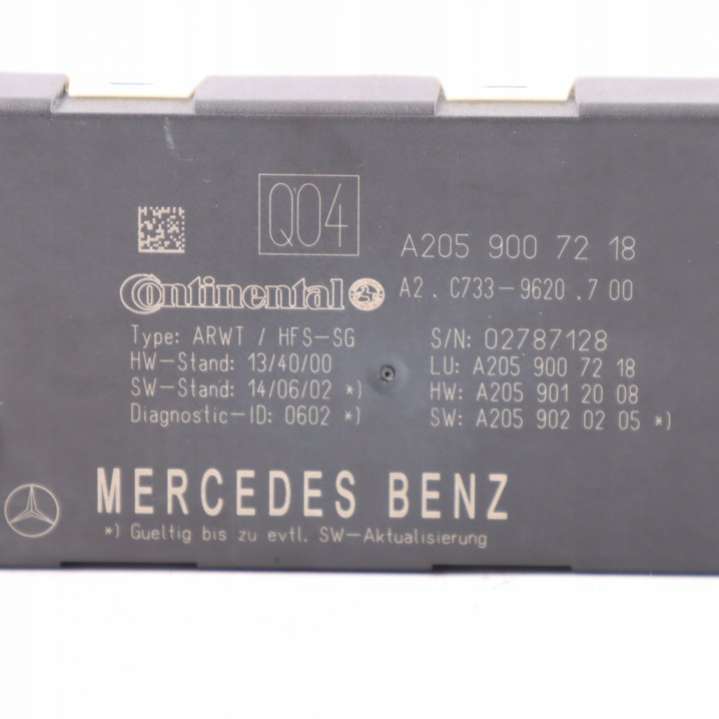 Q04
A205 900 72 18
Continental
A2.C733-9620.700
Type: ARWT / HFS-SG
HW-Stand: 13/40/00
SW-Stand: 14/06/02 *)
Diagnostic-ID: 0602 *)
S/N: 02787128
LU: A205 900 72 18
HW: A205 901 20 08
SW: A205 902 02 05 *)
MERCEDES BENZ
*) Gueltig bis zu evtl. SW-Aktualisierung